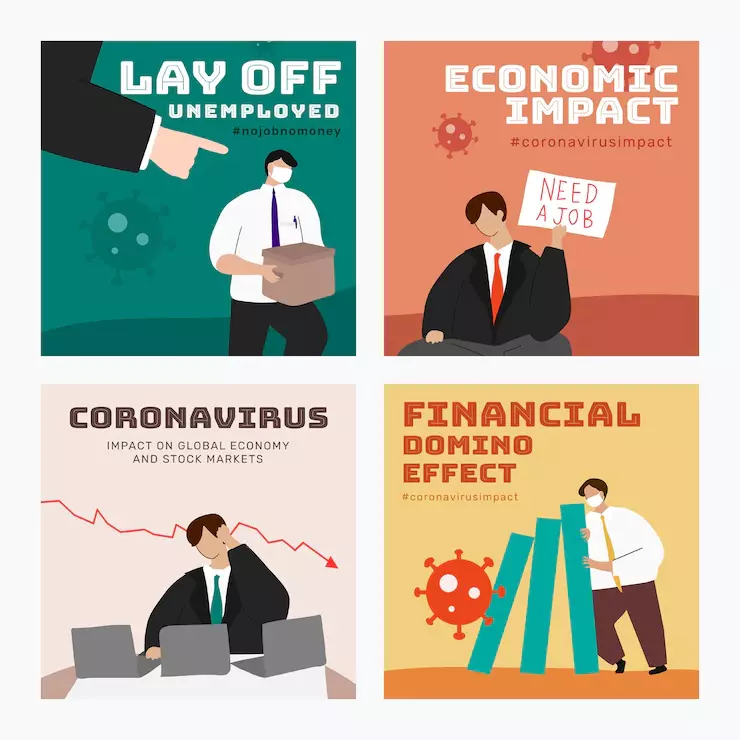 LAY OFF
UNEMPLOYED
#nojobnomoney
ECONOMIC
IMPACT
#coronavirusimpact
NEED
A JOB
CORONAVIRUS
IMPACT ON GLOBAL ECONOMY
AND STOCK MARKETS
FINANCIAL
DOMINO
EFFECT
#coronavirusimpact